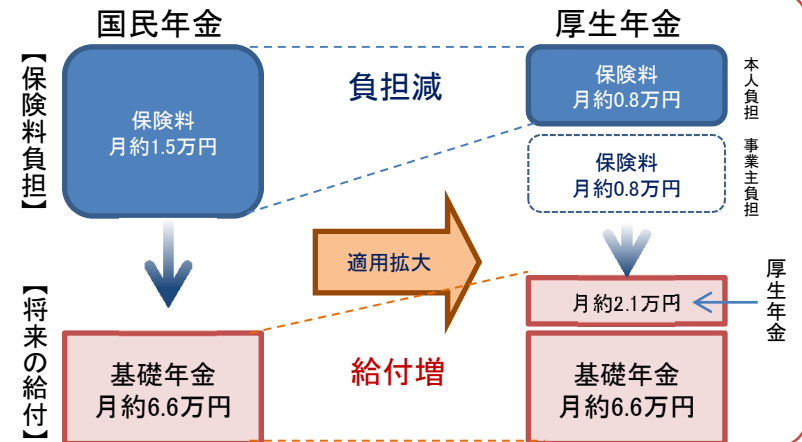 国民年金
厚生年金
【保険料負担】
保険料
月約1.5万円
負担減
保険料
月約0.8万円
本人負担
保険料
月約0.8万円
事業主負担
適用拡大
【将来の給付】
月約2.1万円
厚生年金
基礎年金
月約6.6万円
給付増
基礎年金
月約6.6万円